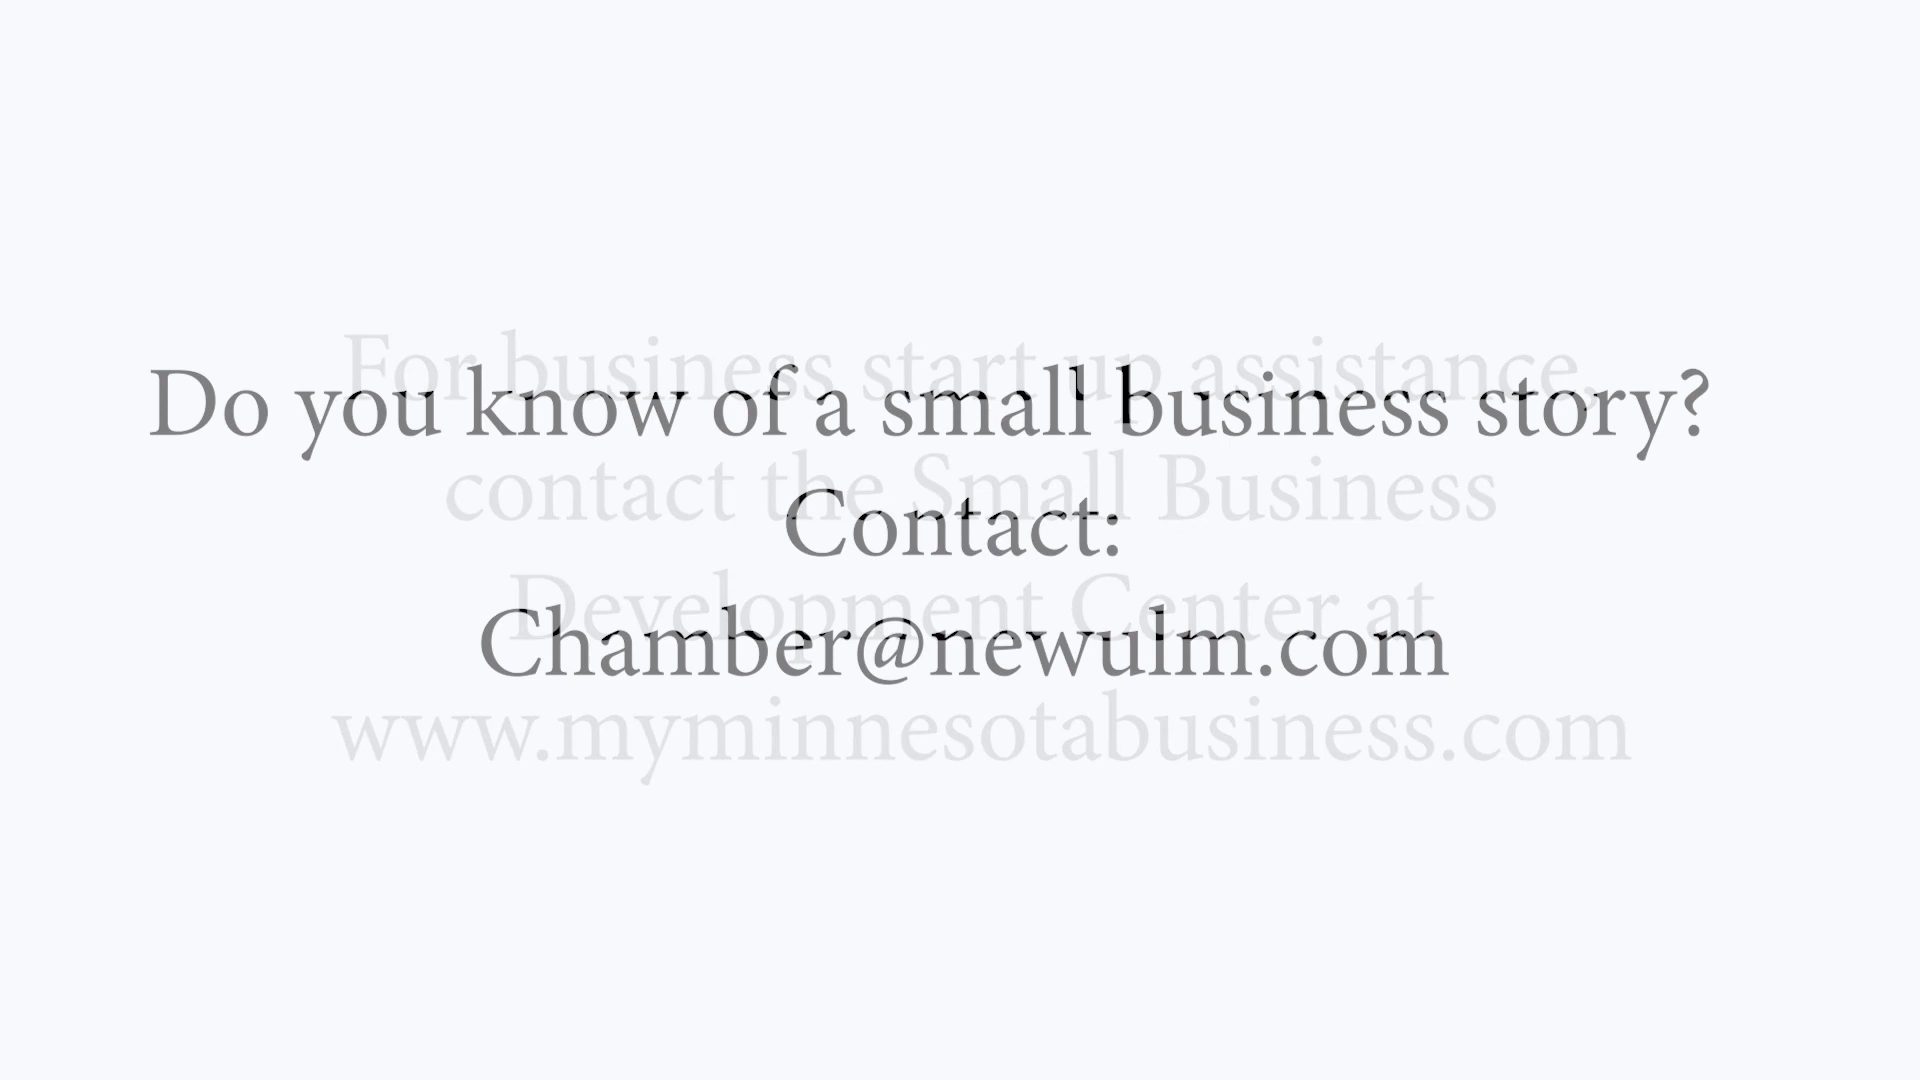 For business start up assistance,
Do you know of a small business story?
contact the Small Business
Contact:
Development Center at
Chamber@newulm.com
www.myminnesotabusiness.com